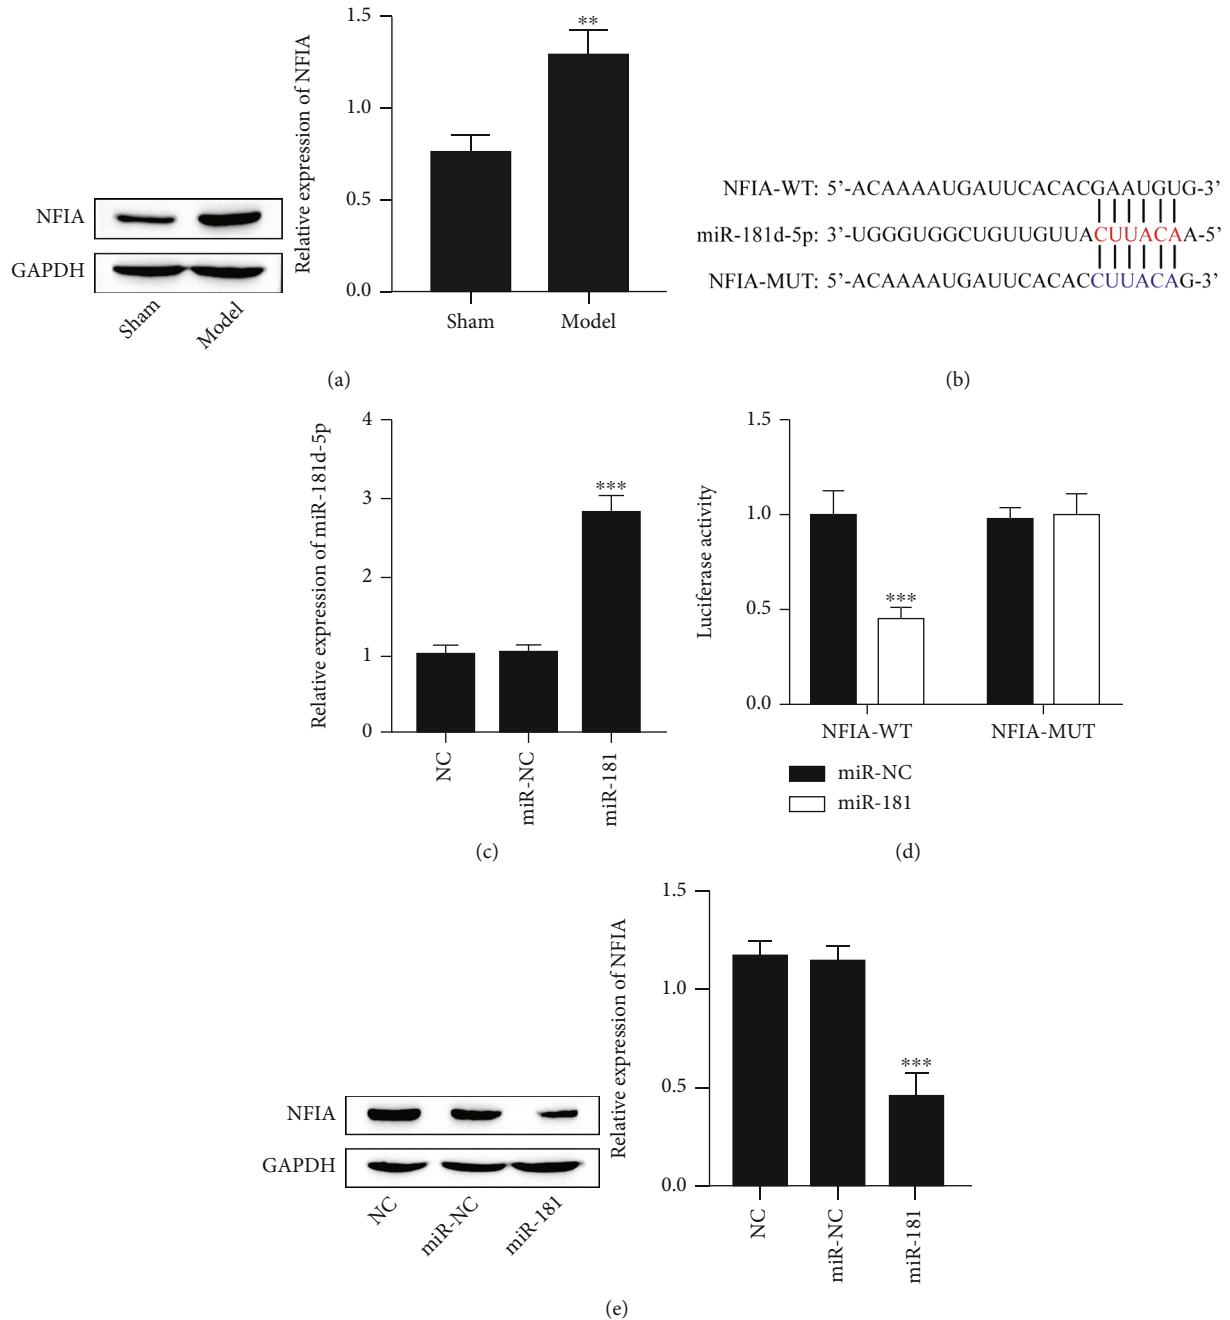 NFIA
GAPDH
Sham
Model
Relative expression of NFIA
1.5
1.0
0.5
0.0
**
Sham
Model
(a)
NFIA-WT: 5’-ACAAAAUGAUUCACACGAAUGUG-3’
miR-181d-5p: 3’-UGGGUGGCUGUUGUUACUUACAA-5’
NFIA-MUT: 5’-ACAAAAUGAUUCACACCUUACAG-3’
(b)
Relative expression of miR-181d-5p
4
3
2
1
0
***
NC
miR-NC
miR-181
(c)
Luciferase activity
1.5
1.0
0.5
0.0
***
NFIA-WT
NFIA-MUT
miR-NC
miR-181
(d)
NFIA
GAPDH
NC
miR-NC
miR-181
Relative expression of NFIA
1.5
1.0
0.5
0.0
***
NC
miR-NC
miR-181
(e)